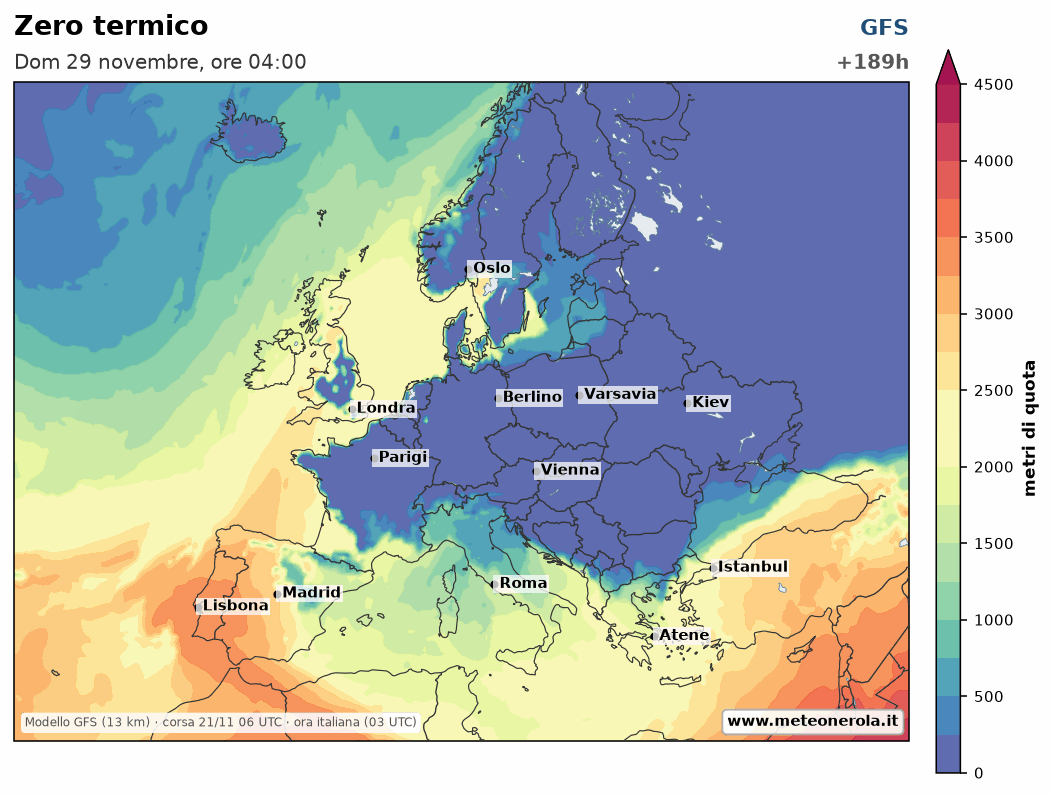 Zero termico
GFS
Dom 29 novembre, ore 04:00
+189h
Oslo
Londra
Berlino
Varsavia
Kiev
Parigi
Vienna
Istanbul
Roma
Madrid
Lisbona
Atene
Modello GFS (13 km) · corsa 21/11 06 UTC · ora italiana (03 UTC)
www.meteonerola.it
4500
4000
3500
3000
2500
2000
1500
1000
500
0
metri di quota